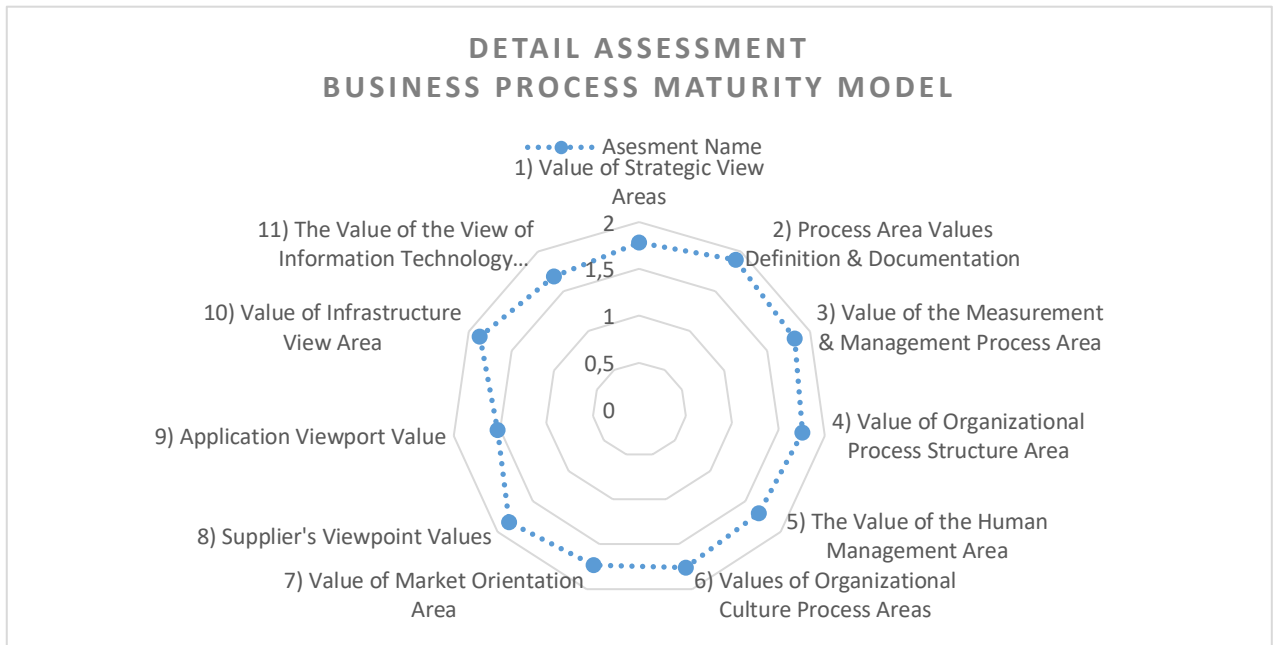 DETAIL ASSESSMENT
BUSINESS PROCESS MATURITY MODEL
Asesment Name
1) Value of Strategic View
Areas
2) Process Area Values
Definition & Documentation
3) Value of the Measurement
& Management Process Area
4) Value of Organizational
Process Structure Area
5) The Value of the Human
Management Area
6) Values of Organizational
Culture Process Areas
7) Value of Market Orientation
Area
8) Supplier's Viewpoint Values
9) Application Viewport Value
10) Value of Infrastructure
View Area
11) The Value of the View of
Information Technology...
2
1,5
1
0,5
0